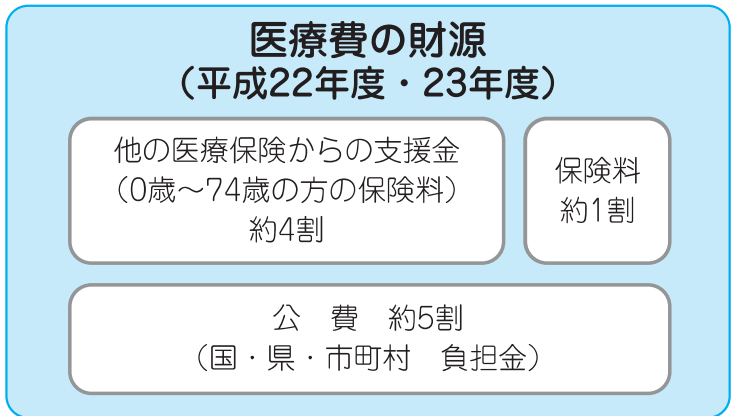 医療費の財源
（平成22年度・23年度）
他の医療保険からの支援金
（0歳〜74歳の方の保険料）
約4割
保険料
約1割
公　費　約5割
（国・県・市町村　負担金）